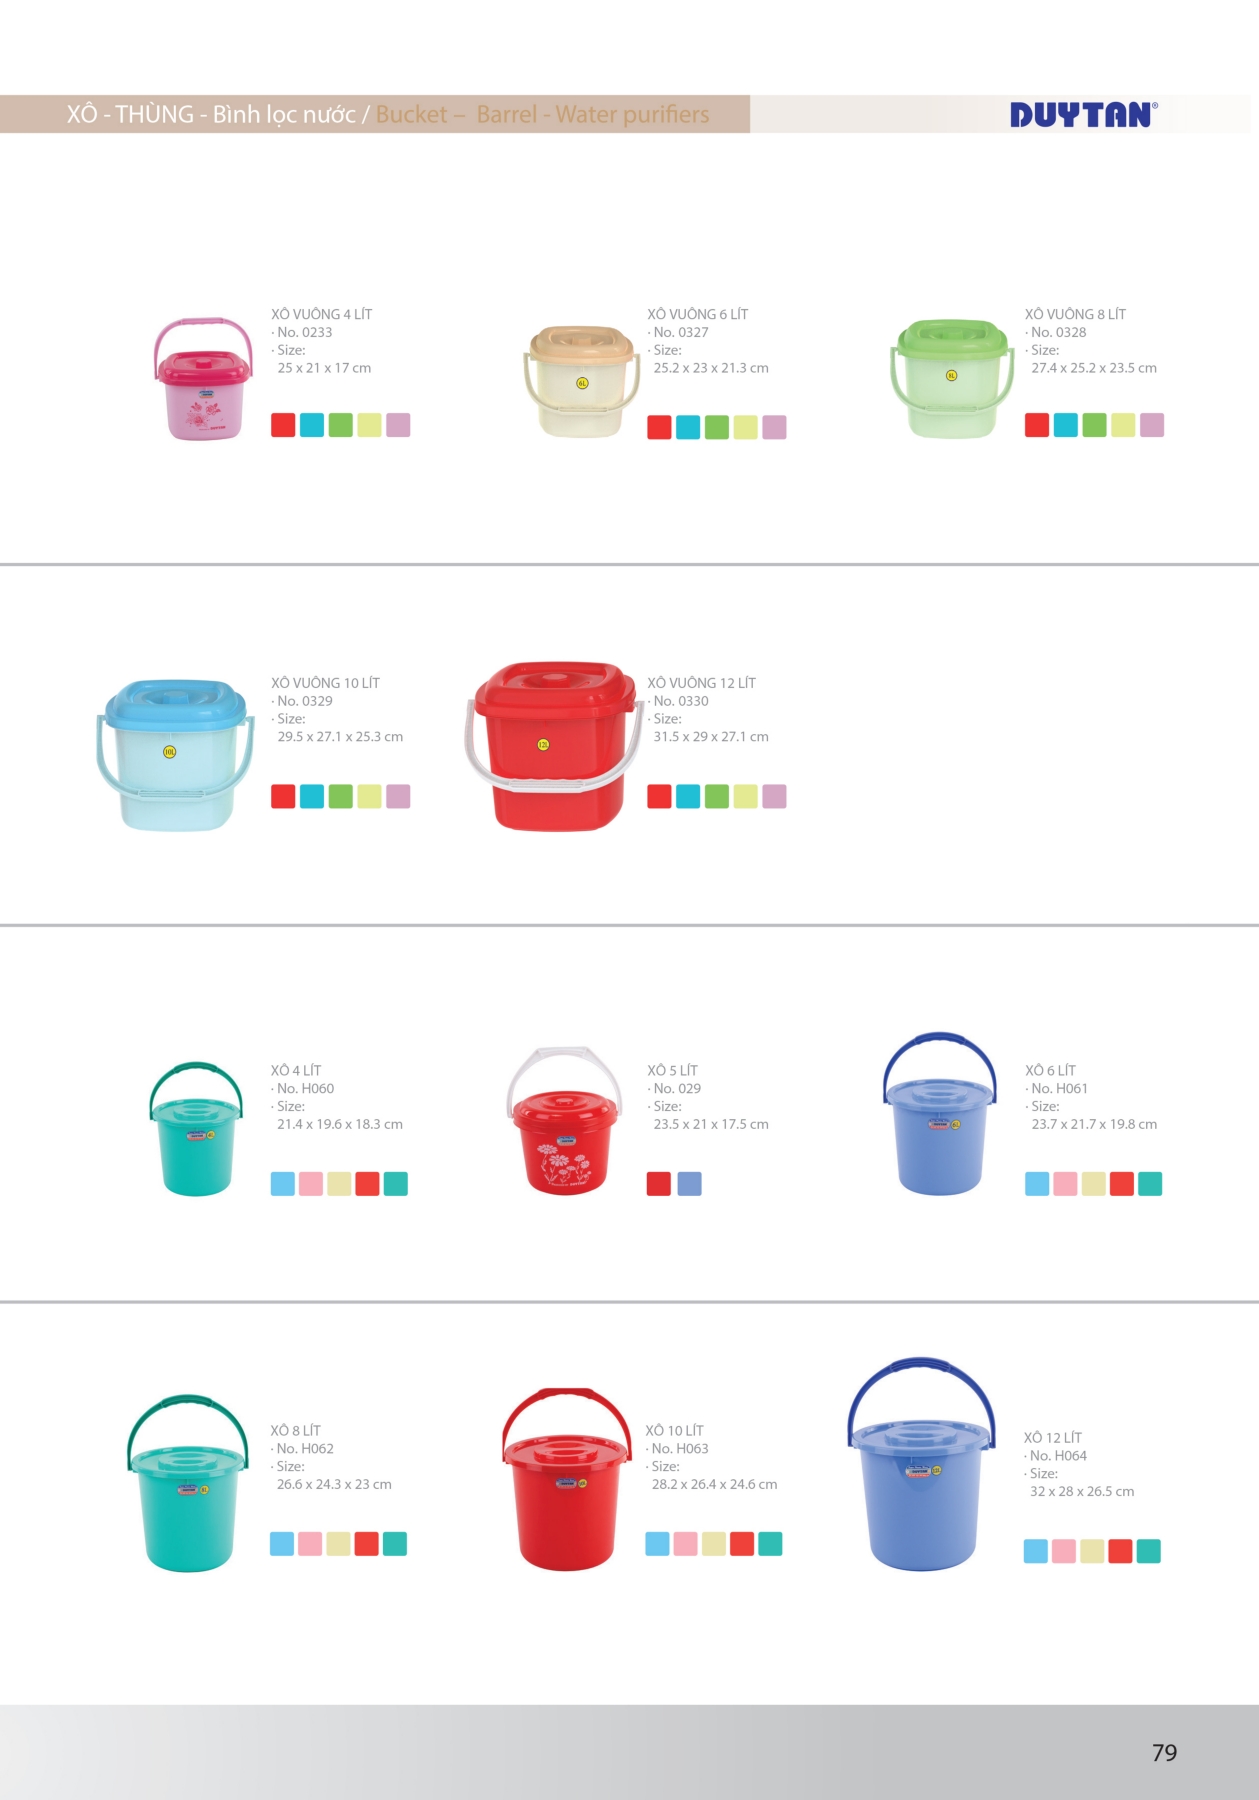 XÔ - THÙNG - Bình lọc nước / Bucket – Barrel - Water purifiers
DUYTAN®
XÔ VUÔNG 4 LÍT
· No. 0233
· Size:
25 x 21 x 17 cm
XÔ VUÔNG 6 LÍT
· No. 0327
· Size:
25.2 x 23 x 21.3 cm
6L
XÔ VUÔNG 8 LÍT
· No. 0328
· Size:
27.4 x 25.2 x 23.5 cm
8L
XÔ VUÔNG 10 LÍT
· No. 0329
· Size:
29.5 x 27.1 x 25.3 cm
10L
XÔ VUÔNG 12 LÍT
· No. 0330
· Size:
31.5 x 29 x 27.1 cm
12L
XÔ 4 LÍT
· No. H060
· Size:
21.4 x 19.6 x 18.3 cm
XÔ 5 LÍT
· No. 029
· Size:
23.5 x 21 x 17.5 cm
XÔ 6 LÍT
· No. H061
· Size:
23.7 x 21.7 x 19.8 cm
XÔ 8 LÍT
· No. H062
· Size:
26.6 x 24.3 x 23 cm
XÔ 10 LÍT
· No. H063
· Size:
28.2 x 26.4 x 24.6 cm
XÔ 12 LÍT
· No. H064
· Size:
32 x 28 x 26.5 cm
79